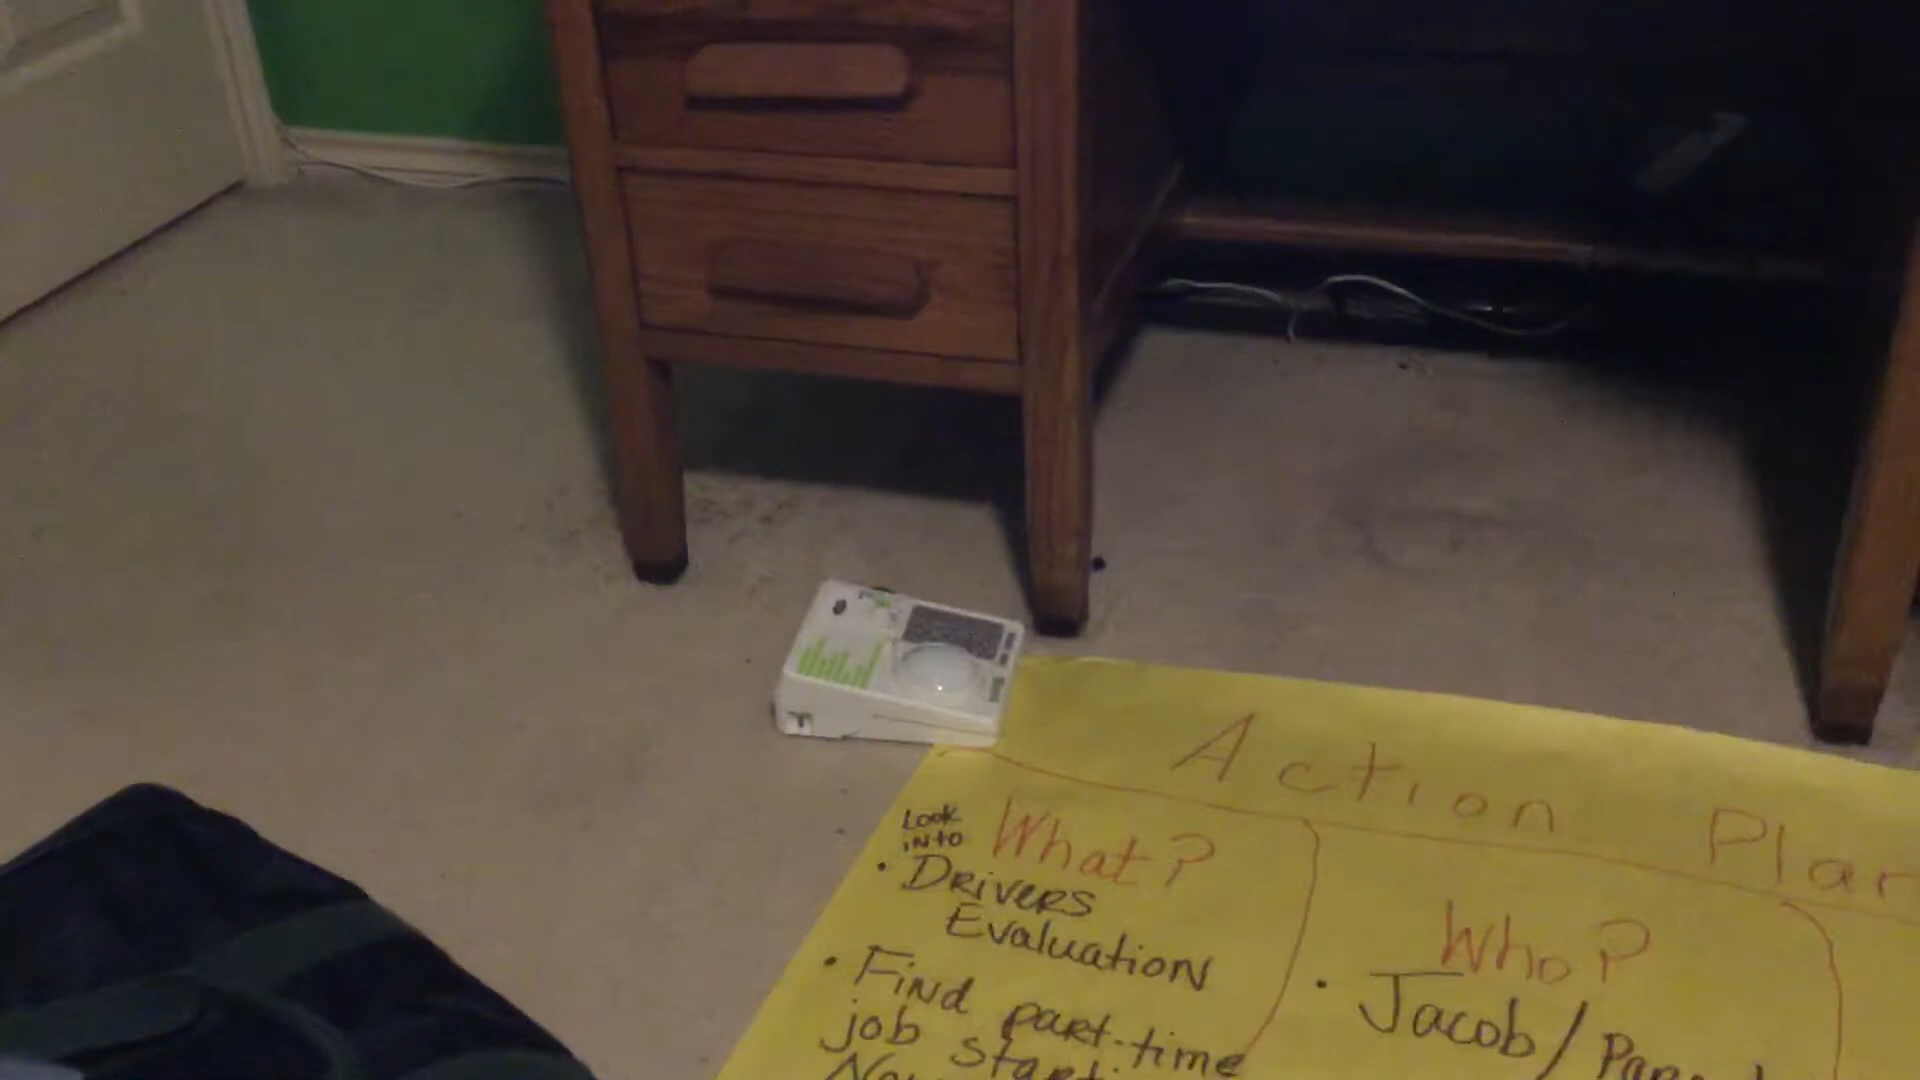 Action Plan
Look
into
What?
• Drivers
Evaluation
• Find part-time
job
Who?
• Jacob/